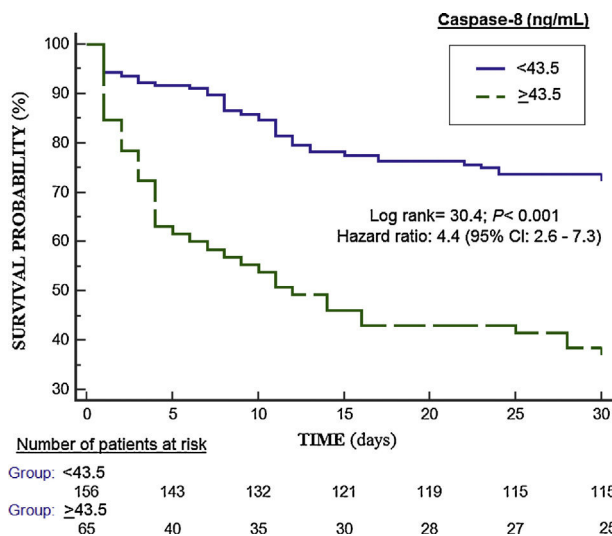 Caspase-8 (ng/mL)
<43.5
≥43.5
100
90
80
70
60
50
40
30
SURVIVAL PROBABILITY (%)
Log rank= 30.4; P< 0.001
Hazard ratio: 4.4 (95% CI: 2.6 - 7.3)
0 5 10 15 20 25 30
TIME (days)
Number of patients at risk
Group: <43.5
156 143 132 121 119 115 115
Group: ≥43.5
65 40 35 30 28 27 25